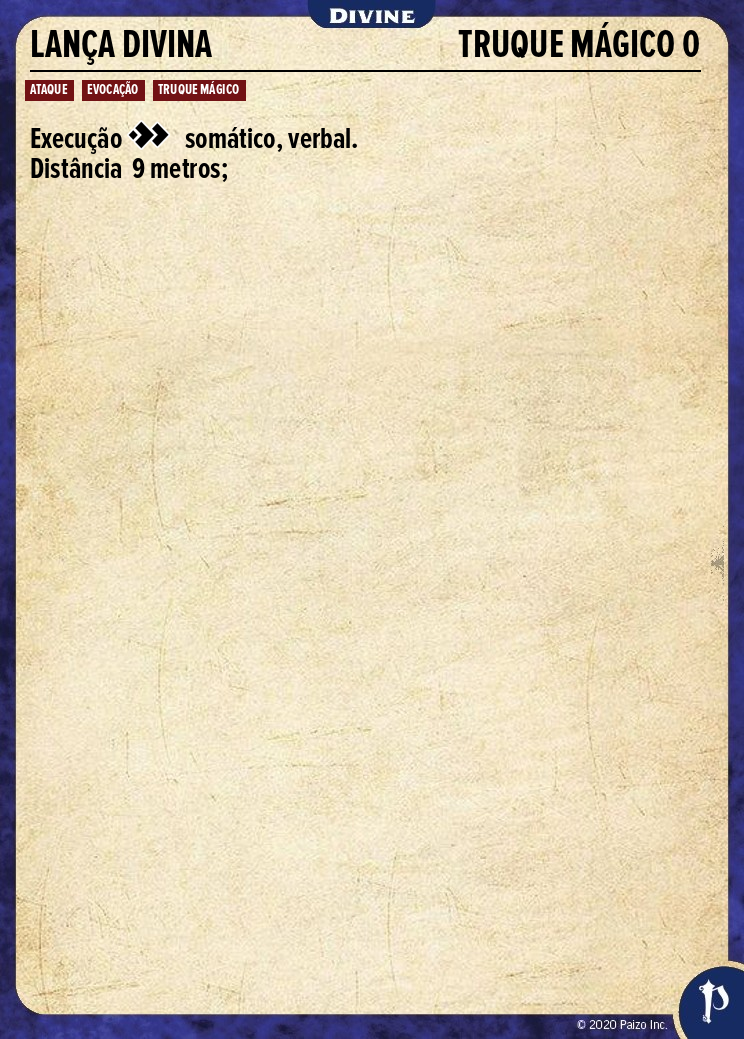 DIVINE
LANÇA DIVINA TRUQUE MÁGICO 0
ATAQUE EVOCAÇÃO TRUQUE MÁGICO
Execução somático, verbal.
Distância 9 metros;
© 2020 Paizo Inc.